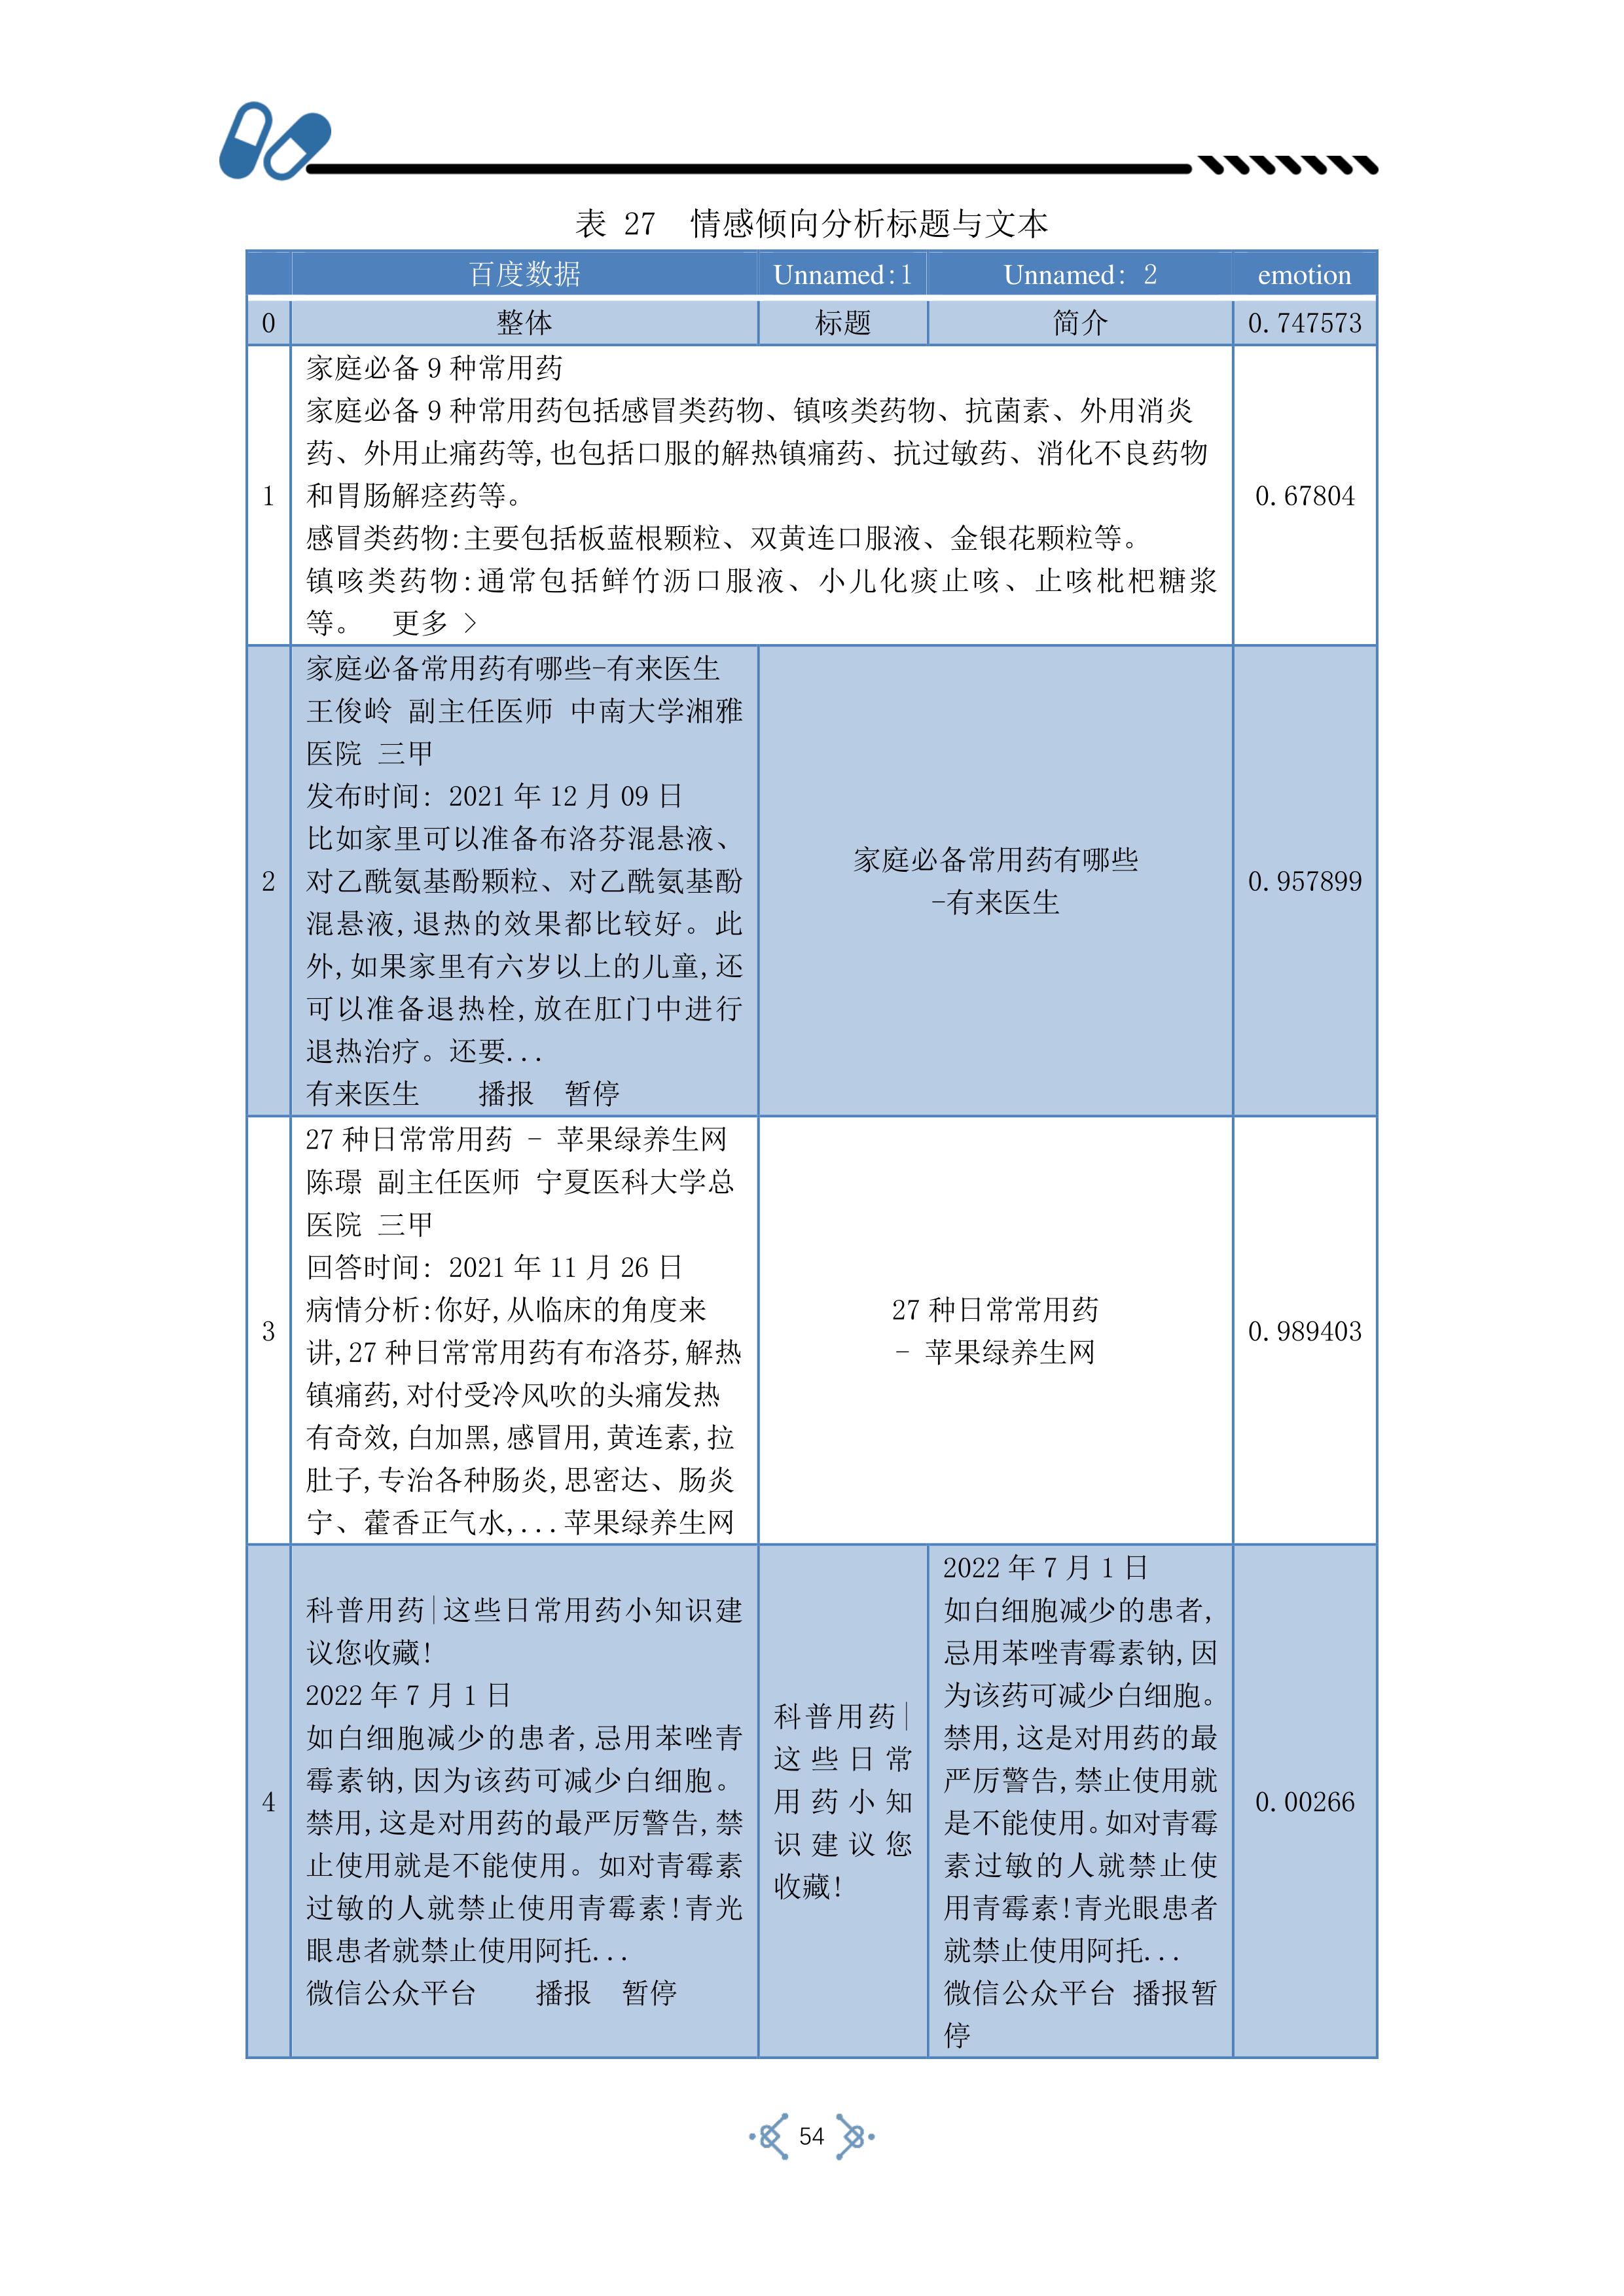 表 27 情感倾向分析标题与文本
百度数据 Unnamed:1 Unnamed: 2 emotion
0 整体 标题 简介 0.747573
1
家庭必备 9 种常用药
家庭必备 9 种常用药包括感冒类药物、镇咳类药物、抗菌素、外用消炎
药、外用止痛药等,也包括口服的解热镇痛药、抗过敏药、消化不良药物
和胃肠解痉药等。
感冒类药物:主要包括板蓝根颗粒、双黄连口服液、金银花颗粒等。
镇咳类药物:通常包括鲜竹沥口服液、小儿化痰止咳、止咳枇杷糖浆
等。 更多 >
0.67804
2
家庭必备常用药有哪些-有来医生
王俊岭 副主任医师 中南大学湘雅
医院 三甲
发布时间: 2021 年 12 月 09 日
比如家里可以准备布洛芬混悬液、
对乙酰氨基酚颗粒、对乙酰氨基酚
混悬液,退热的效果都比较好。此
外,如果家里有六岁以上的儿童,还
可以准备退热栓,放在肛门中进行
退热治疗。还要...
有来医生 播报 暂停
家庭必备常用药有哪些
-有来医生
0.957899
3
27 种日常常用药 - 苹果绿养生网
陈璟 副主任医师 宁夏医科大学总
医院 三甲
回答时间: 2021 年 11 月 26 日
病情分析:你好,从临床的角度来
讲,27 种日常常用药有布洛芬,解热
镇痛药,对付受冷风吹的头痛发热
有奇效,白加黑,感冒用,黄连素,拉
肚子,专治各种肠炎,思密达、肠炎
宁、藿香正气水,...苹果绿养生网
27 种日常常用药
- 苹果绿养生网
0.989403
4
科普用药|这些日常用药小知识建
议您收藏!
2022 年 7 月 1 日
如白细胞减少的患者,忌用苯唑青
霉素钠,因为该药可减少白细胞。
禁用,这是对用药的最严厉警告,禁
止使用就是不能使用。如对青霉素
过敏的人就禁止使用青霉素!青光
眼患者就禁止使用阿托...
微信公众平台 播报 暂停
科普用药|
这些日常
用药小知
识建议您
收藏!
2022 年 7 月 1 日
如白细胞减少的患者,
忌用苯唑青霉素钠,因
为该药可减少白细胞。
禁用,这是对用药的最
严厉警告,禁止使用就
是不能使用。如对青霉
素过敏的人就禁止使
用青霉素!青光眼患者
就禁止使用阿托...
微信公众平台 播报暂
停
0.00266
54